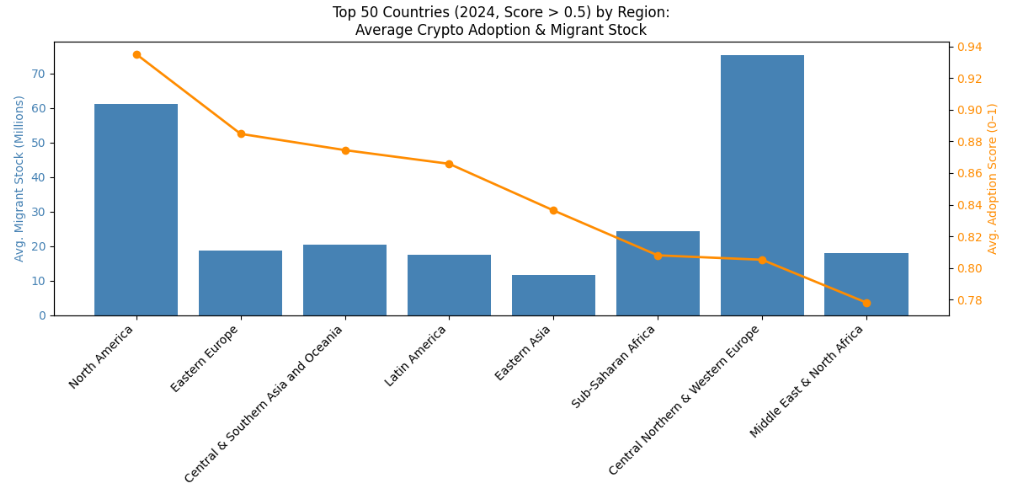 Top 50 Countries (2024, Score > 0.5) by Region:
Average Crypto Adoption & Migrant Stock
Avg. Migrant Stock (Millions)
70
60
50
40
30
20
10
0
0.94
0.92
0.90
0.88
0.86
0.84
0.82
0.80
0.78
Avg. Adoption Score (0–1)
North America
Eastern Europe
Central & Southern Asia and Oceania
Latin America
Eastern Asia
Sub-Saharan Africa
Central Northern & Western Europe
Middle East & North Africa